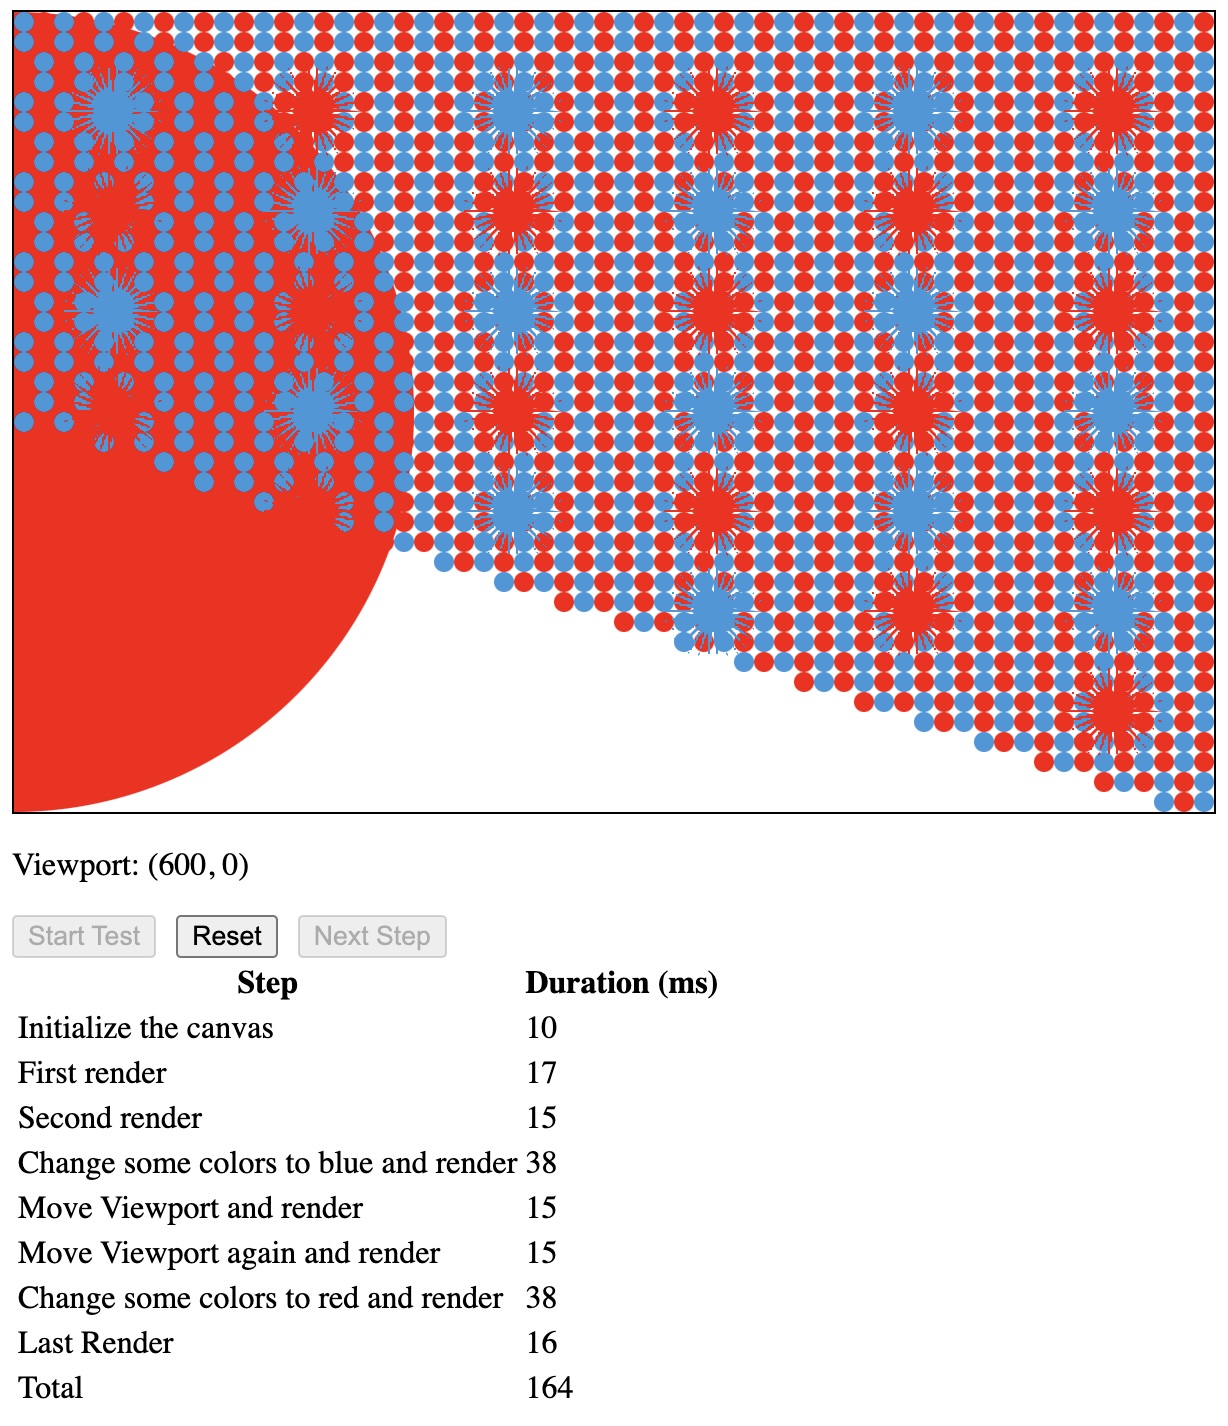 Viewport: (600, 0)
Start Test Reset Next Step
Step Duration (ms)
Initialize the canvas 10
First render 17
Second render 15
Change some colors to blue and render 38
Move Viewport and render 15
Move Viewport again and render 15
Change some colors to red and render 38
Last Render 16
Total 164